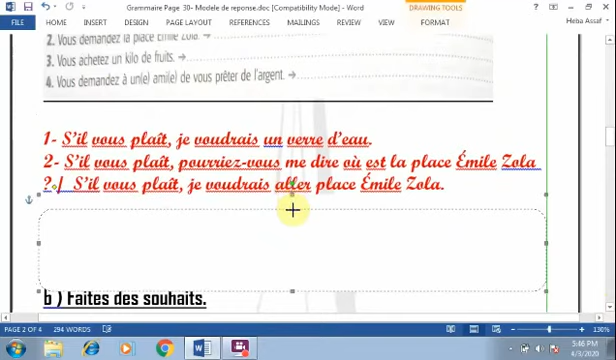 Grammaire Page 30- Modele de reponse.doc [Compatibility Mode] - Word
DRAWING TOOLS
Heba Assaf
FILE HOME INSERT DESIGN PAGE LAYOUT REFERENCES MAILINGS REVIEW VIEW FORMAT
2. Vous demandez la place Émile Zola. →
3. Vous achetez un kilo de fruits. →
4. Vous demandez à un(e) ami(e) de vous prêter de l'argent. →
1- S'il vous plaît, je voudrais un verre d'eau.
2- S'il vous plaît, pourriez-vous me dire où est la place Émile Zola
? / S'il vous plaît, je voudrais aller place Émile Zola.
b ) Faites des souhaits.
PAGE 2 OF 4 294 WORDS 130%
5:46 PM
4/3/2020